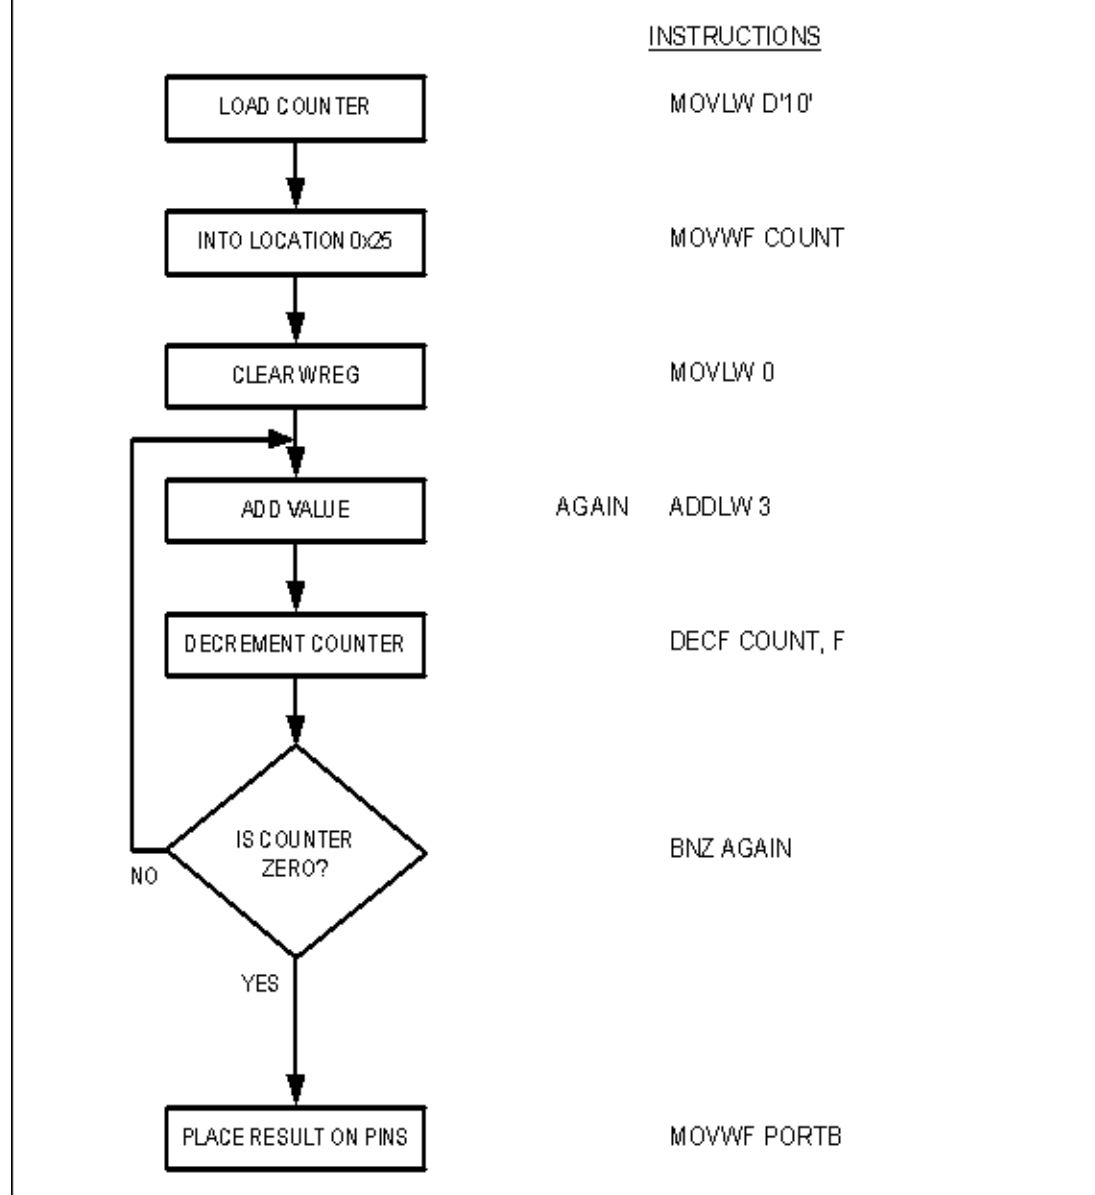 INSTRUCTIONS
LOAD COUNTER
MOVLW D'10'
INTO LOCATION 0x25
MOVWF COUNT
CLEAR WREG
MOVLW 0
ADD VALUE
AGAIN ADDLW 3
DECREMENT COUNTER
DECF COUNT, F
IS COUNTER
ZERO?
BNZ AGAIN
NO
YES
PLACE RESULT ON PINS
MOVWF PORTB